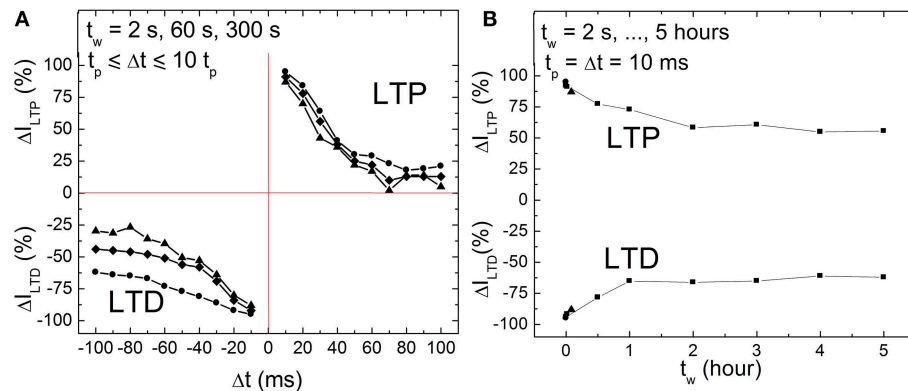 A
t_w = 2 s, 60 s, 300 s
t_p ≤ Δt ≤ 10 t_p
ΔI_LTP (%)
100
75
50
25
0
LTP
ΔI_LTD (%)
-25
-50
-75
-100
LTD
-100 -80 -60 -40 -20 0 20 40 60 80 100
Δt (ms)
B
t_w = 2 s, ..., 5 hours
t_p = Δt = 10 ms
ΔI_LTP (%)
100
75
50
25
0
LTP
ΔI_LTD (%)
-25
-50
-75
-100
LTD
0 1 2 3 4 5
t_w (hour)